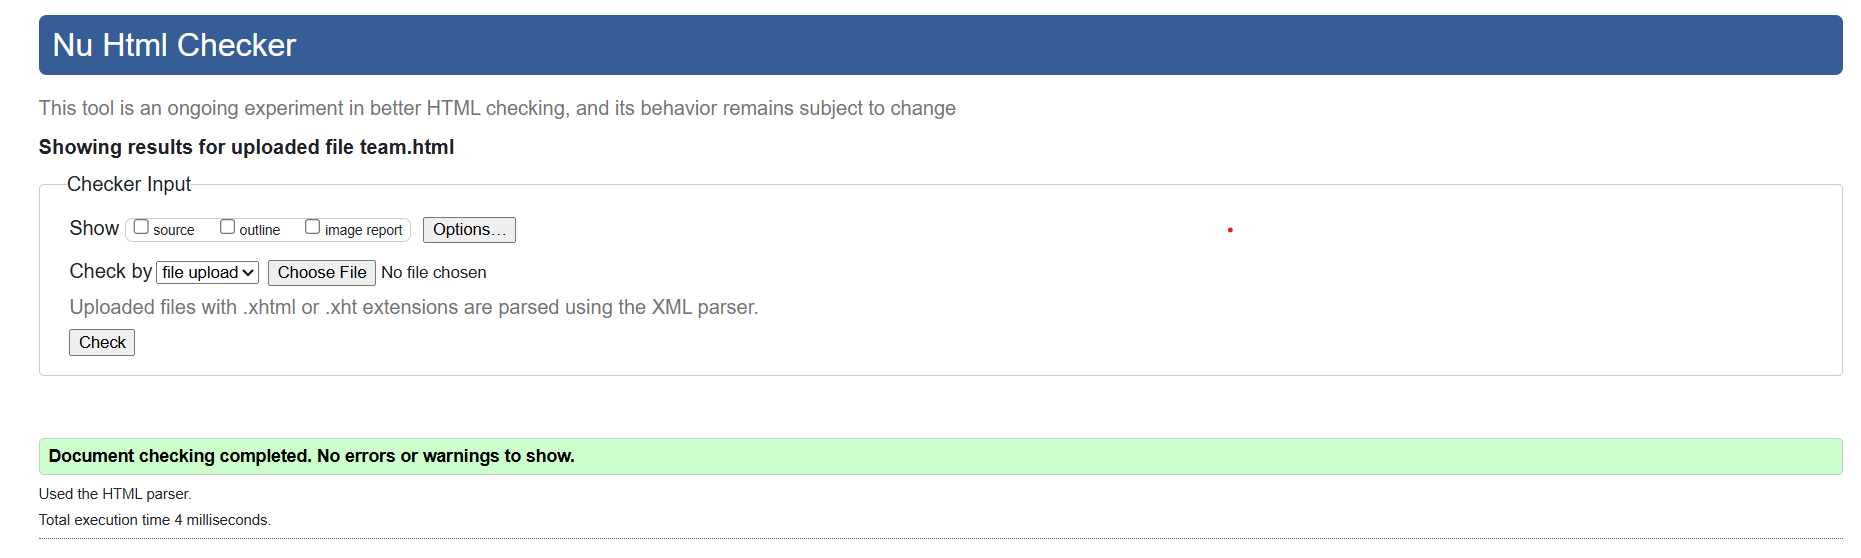 Nu Html Checker
This tool is an ongoing experiment in better HTML checking, and its behavior remains subject to change
Showing results for uploaded file team.html
Checker Input
Show source outline image report Options...
Check by file upload Choose File No file chosen
Uploaded files with .xhtml or .xht extensions are parsed using the XML parser.
Check
Document checking completed. No errors or warnings to show.
Used the HTML parser.
Total execution time 4 milliseconds.